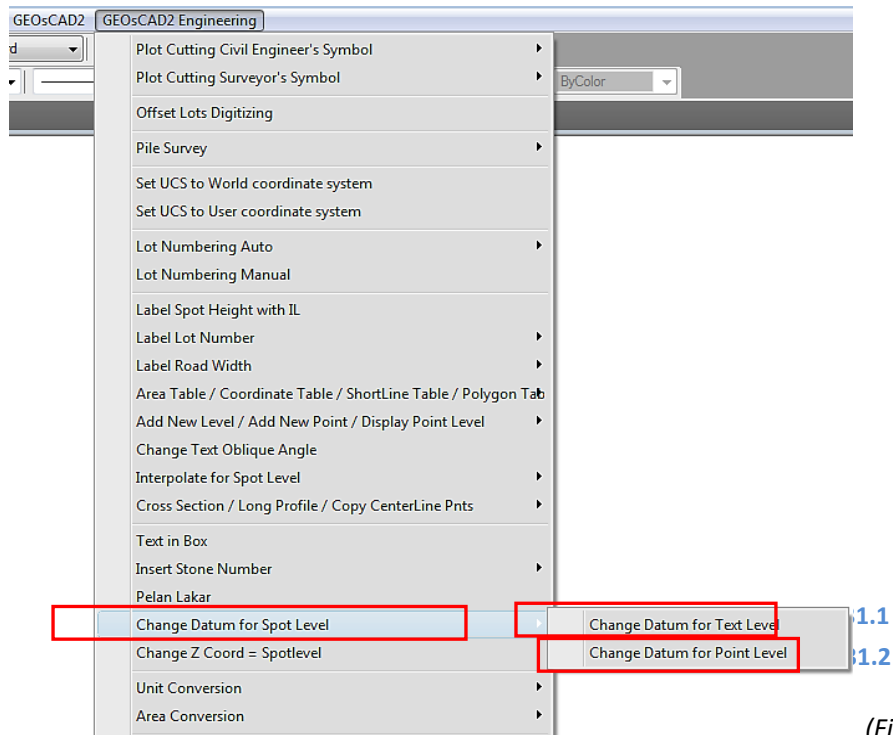 GEOsCAD2 GEOsCAD2 Engineering
Plot Cutting Civil Engineer's Symbol
Plot Cutting Surveyor's Symbol
ByColor
Offset Lots Digitizing
Pile Survey
Set UCS to World coordinate system
Set UCS to User coordinate system
Lot Numbering Auto
Lot Numbering Manual
Label Spot Height with IL
Label Lot Number
Label Road Width
Area Table / Coordinate Table / ShortLine Table / Polygon Tab
Add New Level / Add New Point / Display Point Level
Change Text Oblique Angle
Interpolate for Spot Level
Cross Section / Long Profile / Copy CenterLine Pnts
Text in Box
Insert Stone Number
Pelan Lakar
Change Datum for Spot Level Change Datum for Text Level 1.1
Change Z Coord = Spotlevel Change Datum for Point Level 1.2
Unit Conversion
Area Conversion